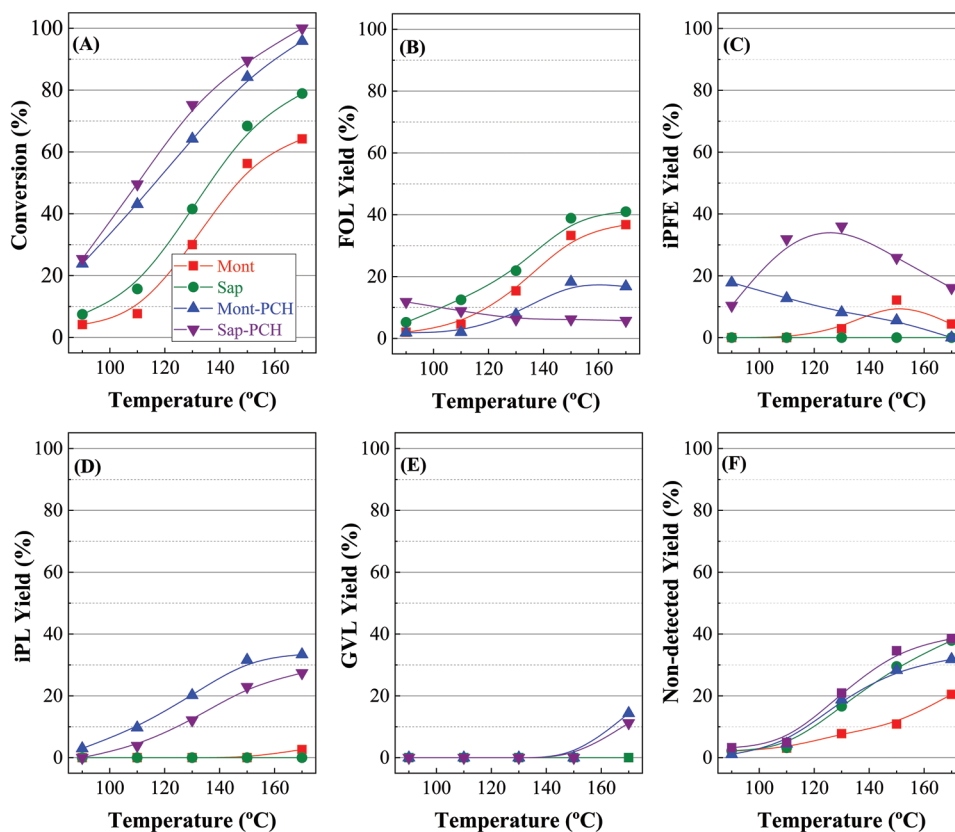 (A)
Conversion (%)
100
80
60
40
20
0
Mont
Sap
Mont-PCH
Sap-PCH
100 120 140 160
Temperature (ºC)
(B)
FOL Yield (%)
100
80
60
40
20
0
100 120 140 160
Temperature (ºC)
(C)
iPFE Yield (%)
100
80
60
40
20
0
100 120 140 160
Temperature (ºC)
(D)
iPL Yield (%)
100
80
60
40
20
0
100 120 140 160
Temperature (ºC)
(E)
GVL Yield (%)
100
80
60
40
20
0
100 120 140 160
Temperature (ºC)
(F)
Non-detected Yield (%)
100
80
60
40
20
0
100 120 140 160
Temperature (ºC)